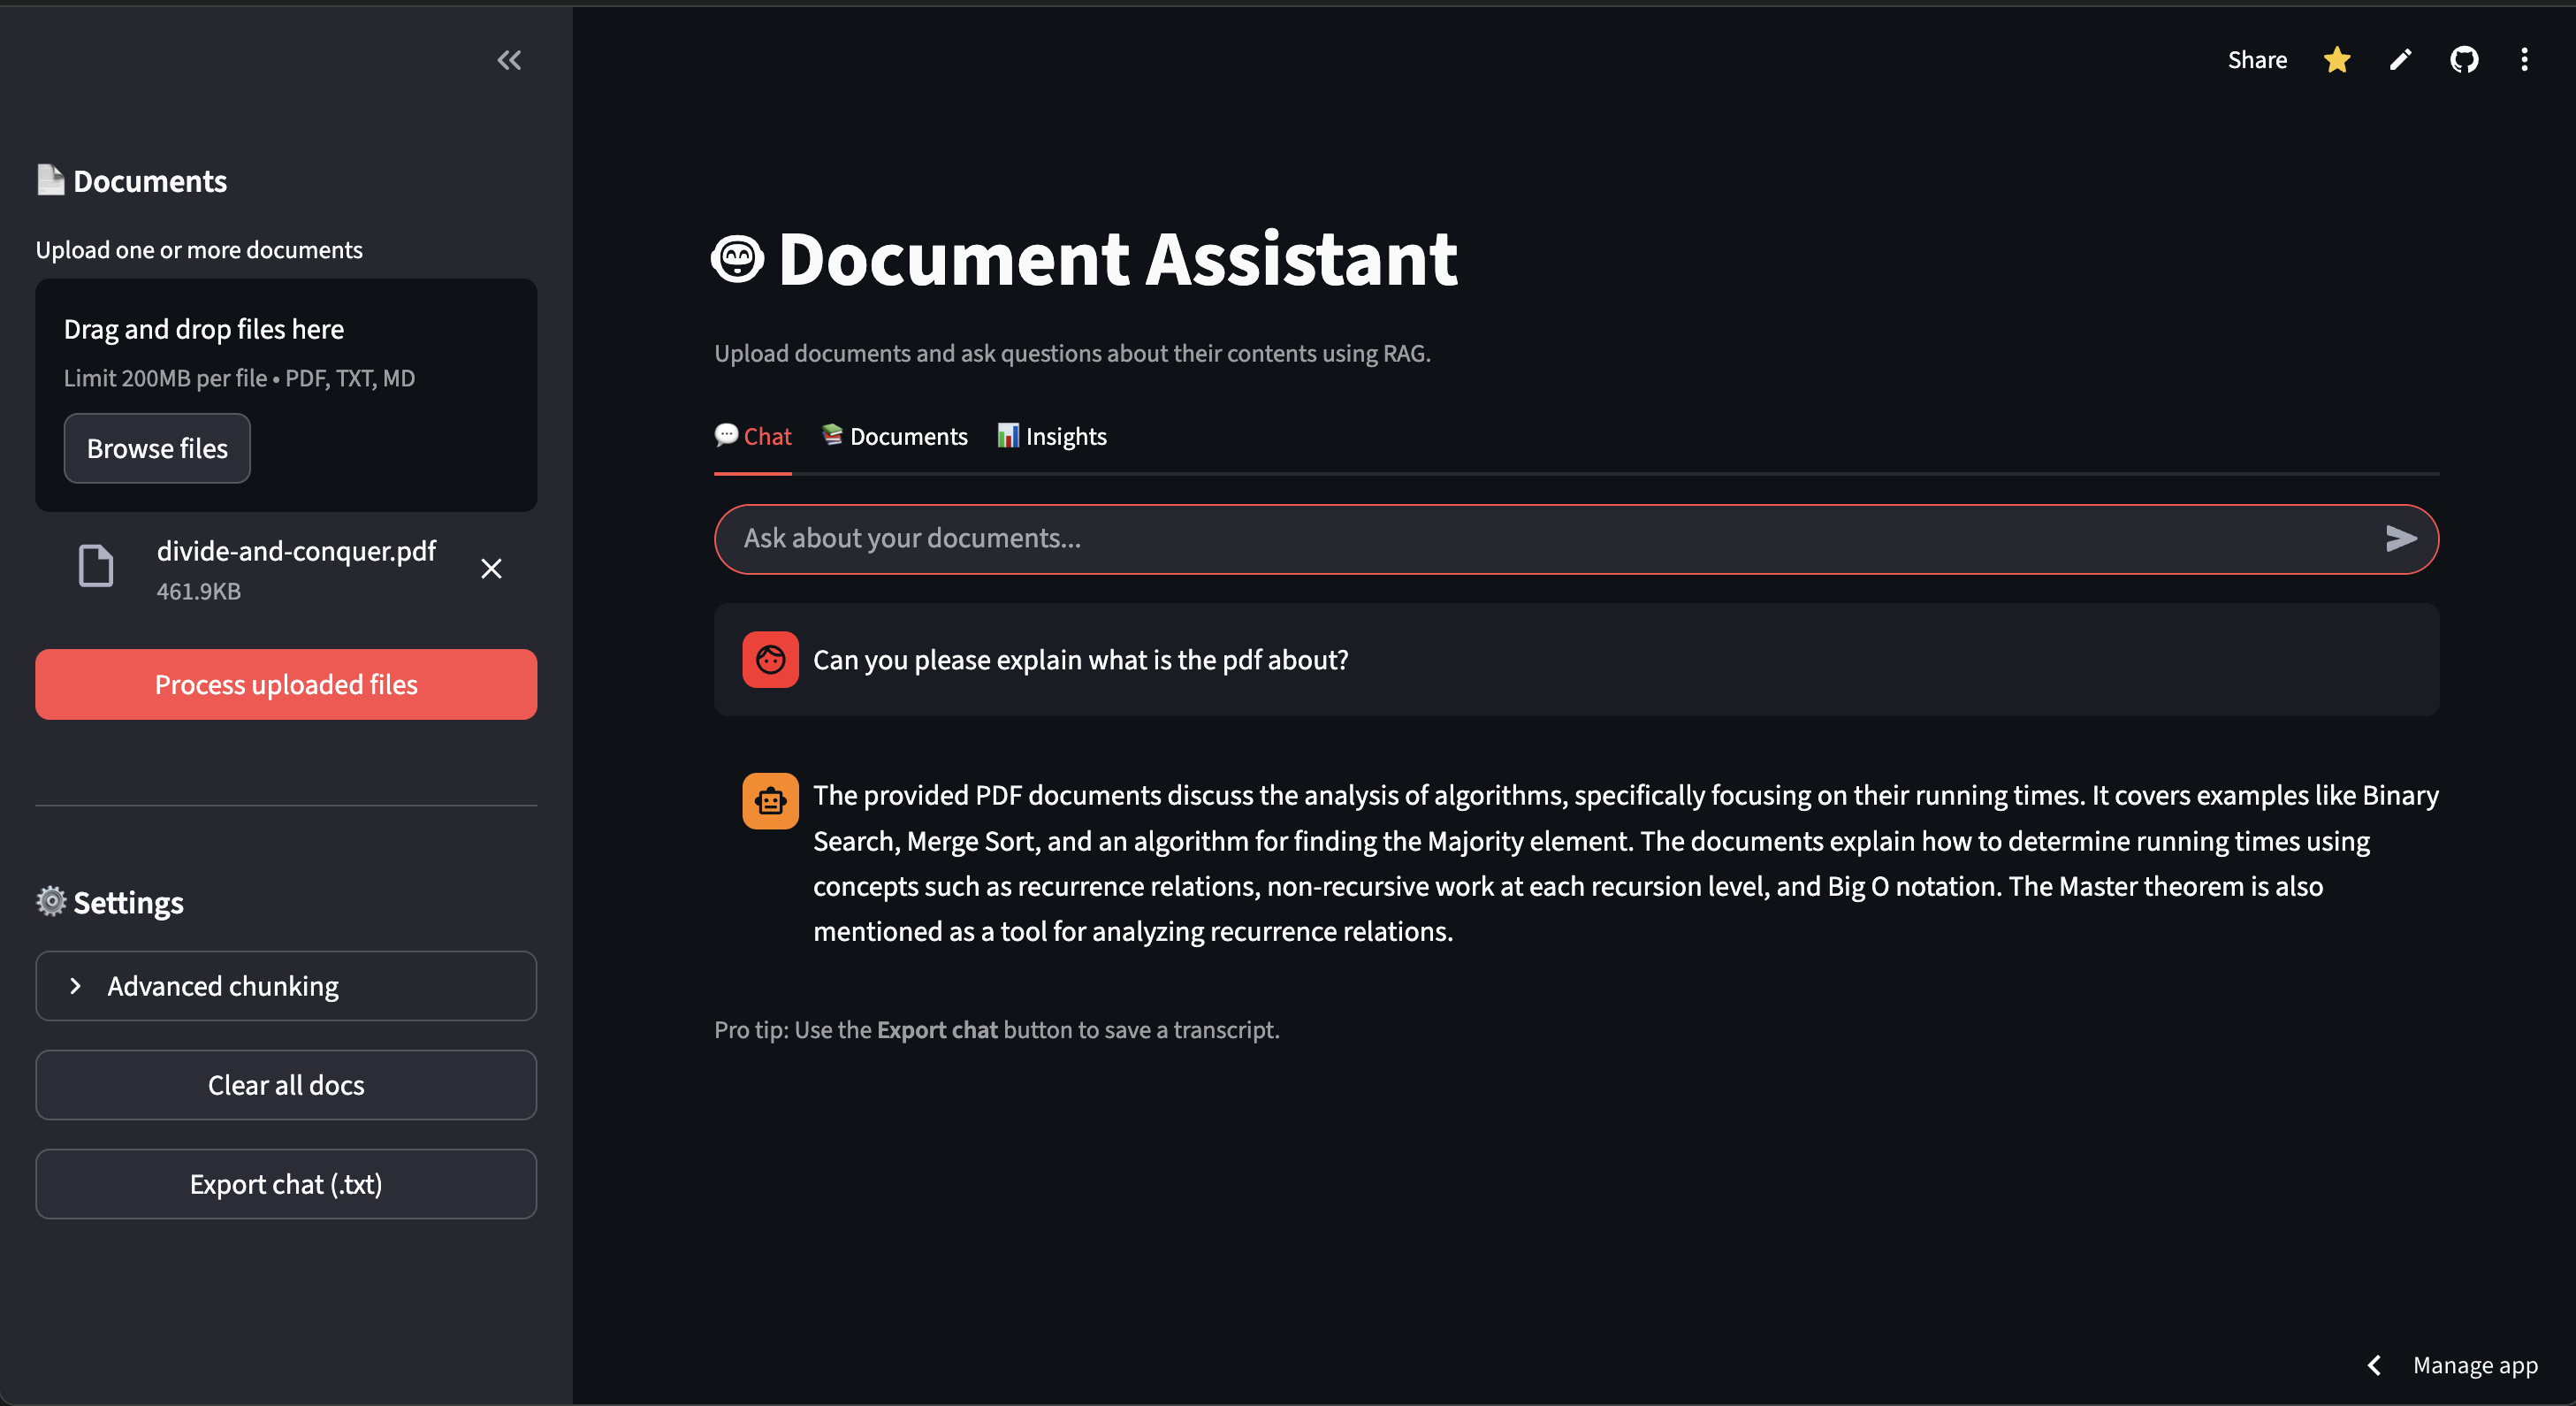 Share
Documents
Upload one or more documents
Drag and drop files here
Limit 200MB per file • PDF, TXT, MD
Browse files
divide-and-conquer.pdf
461.9KB
Process uploaded files
Settings
Advanced chunking
Clear all docs
Export chat (.txt)
Document Assistant
Upload documents and ask questions about their contents using RAG.
Chat Documents Insights
Ask about your documents...
Can you please explain what is the pdf about?
The provided PDF documents discuss the analysis of algorithms, specifically focusing on their running times. It covers examples like Binary
Search, Merge Sort, and an algorithm for finding the Majority element. The documents explain how to determine running times using
concepts such as recurrence relations, non-recursive work at each recursion level, and Big O notation. The Master theorem is also
mentioned as a tool for analyzing recurrence relations.
Pro tip: Use the Export chat button to save a transcript.
Manage app